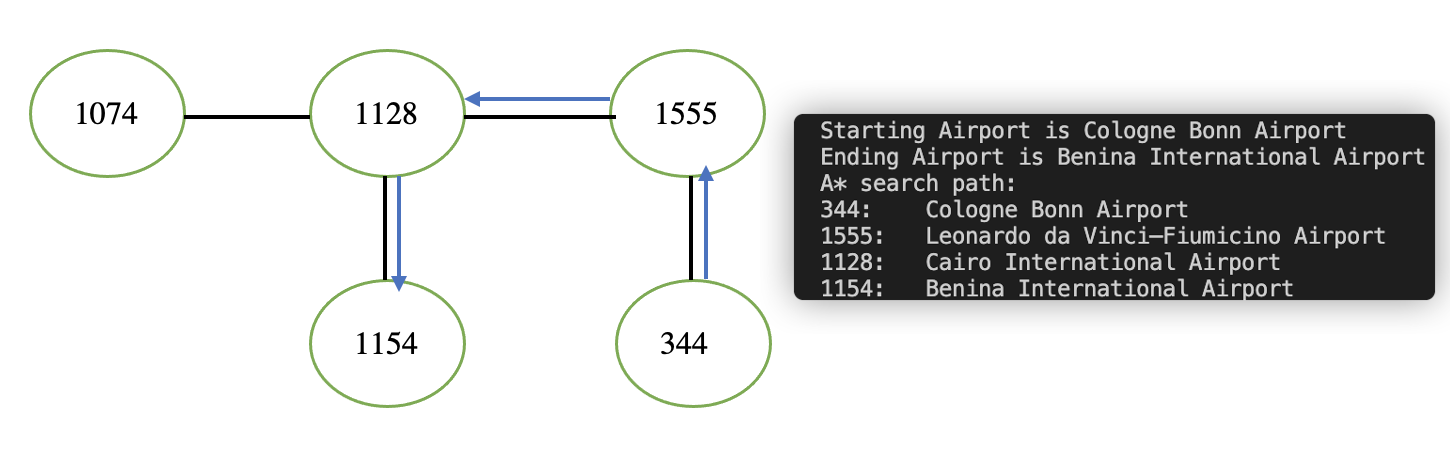 1074
1128
1555
1154
344
Starting Airport is Cologne Bonn Airport
Ending Airport is Benina International Airport
A* search path:
344: Cologne Bonn Airport
1555: Leonardo da Vinci–Fiumicino Airport
1128: Cairo International Airport
1154: Benina International Airport